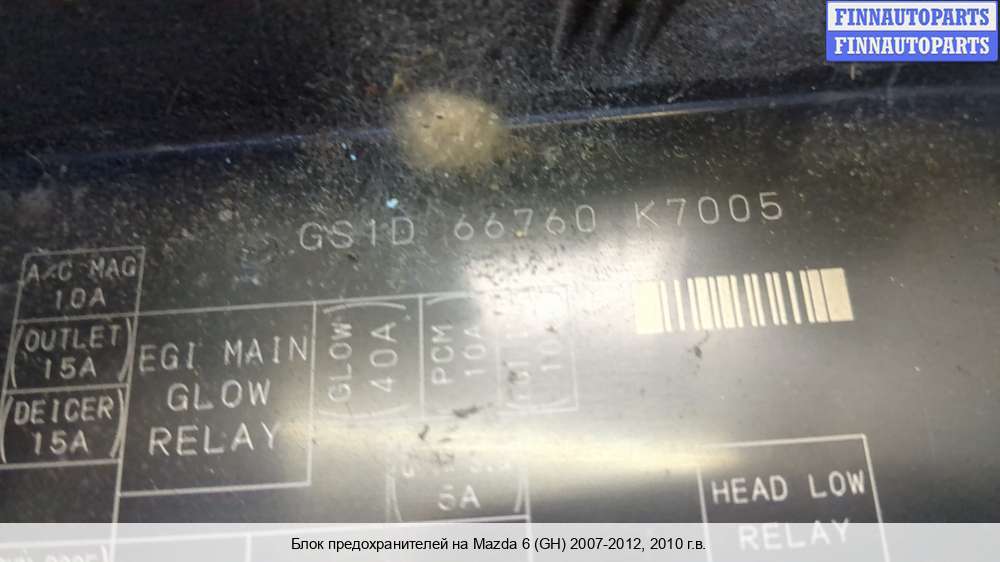 FINNAUTOPARTS
FINNAUTOPARTS
GS1D 66760 K7005
A/C MAG
10A
(OUTLET)
15A
(DEICER)
15A
EGI MAIN
GLOW
RELAY
(GLOW)
40A
PCM
10A
5A
HEAD LOW
RELAY
Блок предохранителей на Mazda 6 (GH) 2007-2012, 2010 г.в.